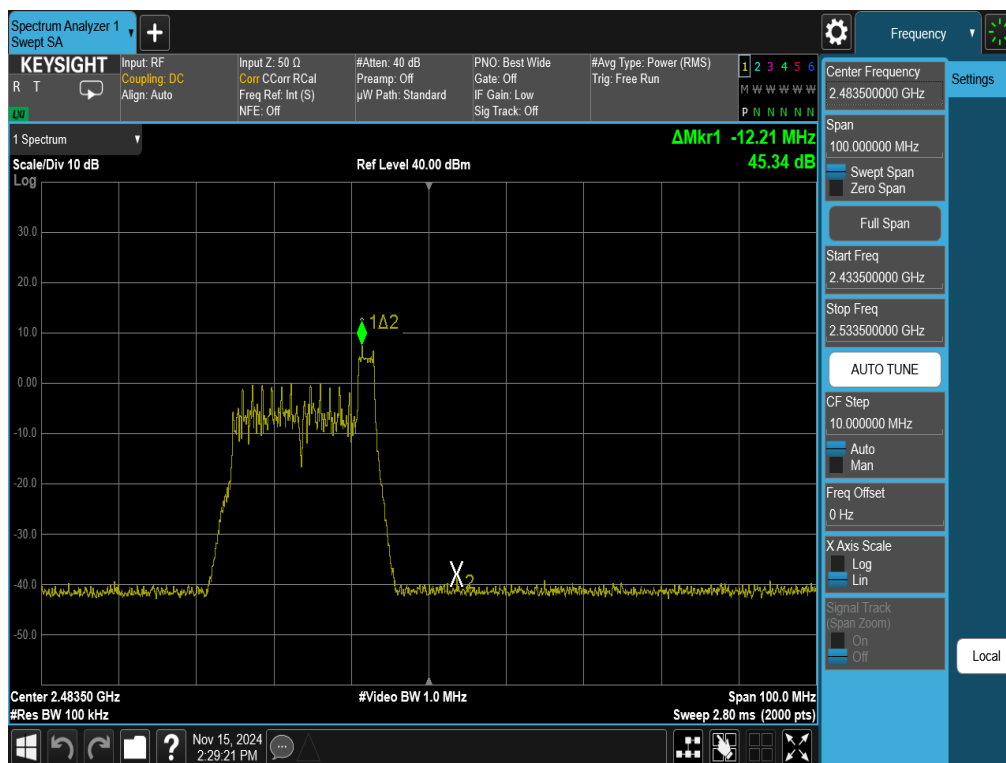 Spectrum Analyzer 1
Swept SA
Frequency
KEYSIGHT
R T
LXI
Input: RF
Coupling: DC
Align: Auto
Input Z: 50 Ω
Corr CCorr RCal
Freq Ref: Int (S)
NFE: Off
#Atten: 40 dB
Preamp: Off
µW Path: Standard
PNO: Best Wide
Gate: Off
IF Gain: Low
Sig Track: Off
#Avg Type: Power (RMS)
Trig: Free Run
1 2 3 4 5 6
M W W W W W
P N N N N N
1 Spectrum
Scale/Div 10 dB
Ref Level 40.00 dBm
ΔMkr1 -12.21 MHz
45.34 dB
Log
30.0
20.0
10.0
0.00
-10.0
-20.0
-30.0
-40.0
-50.0
1Δ2
2
Center 2.48350 GHz
#Res BW 100 kHz
#Video BW 1.0 MHz
Span 100.0 MHz
Sweep 2.80 ms (2000 pts)
Center Frequency
2.483500000 GHz
Span
100.000000 MHz
Swept Span
Zero Span
Full Span
Start Freq
2.433500000 GHz
Stop Freq
2.533500000 GHz
AUTO TUNE
CF Step
10.000000 MHz
Auto
Man
Freq Offset
0 Hz
X Axis Scale
Log
Lin
Signal Track
(Span Zoom)
On
Off
Settings
Local
?
Nov 15, 2024
2:29:21 PM